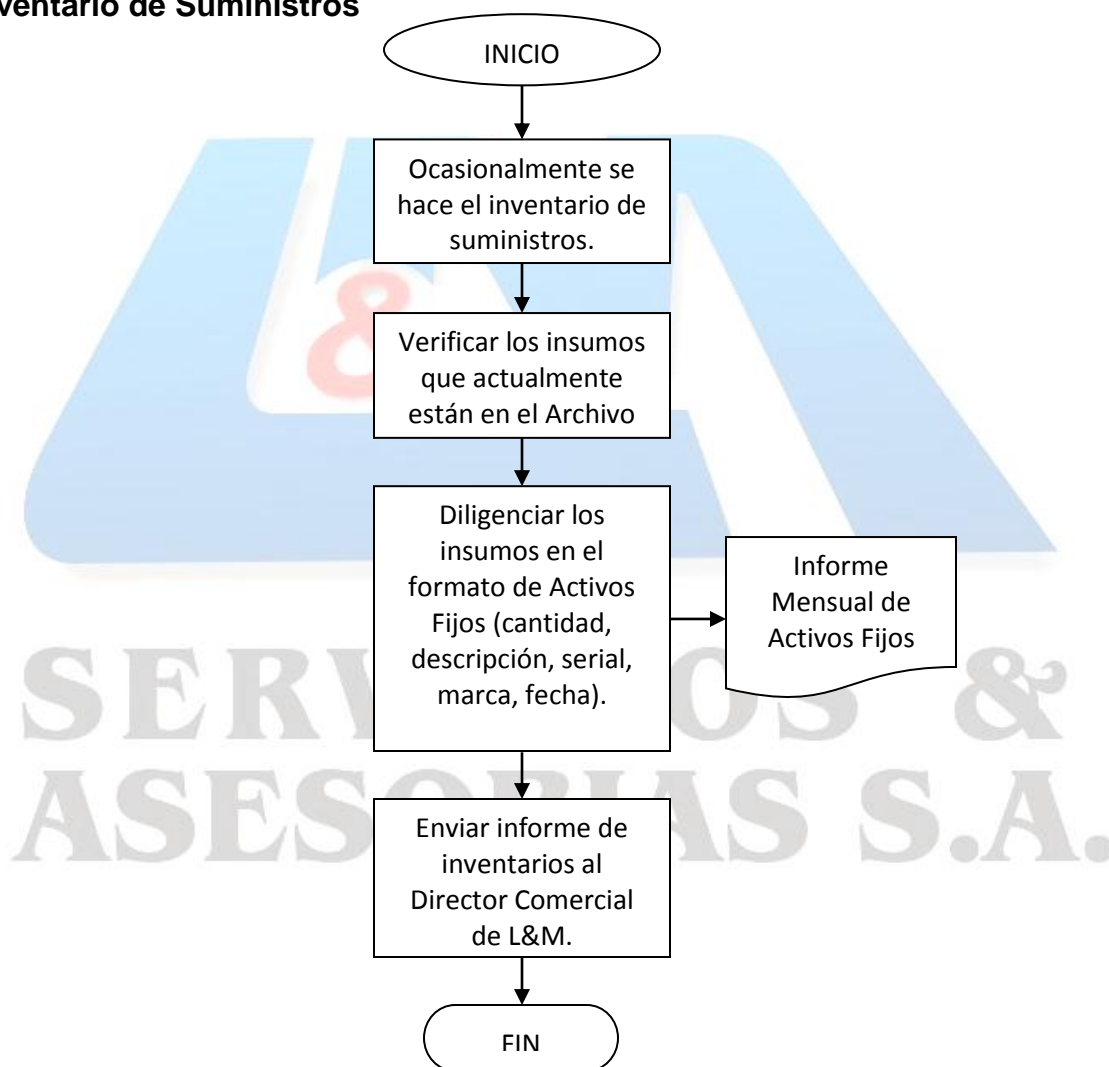 ventario de Suministros
INICIO
Ocasionalmente se
hace el inventario de
suministros.
Verificar los insumos
que actualmente
están en el Archivo
Diligenciar los
insumos en el
formato de Activos
Fijos (cantidad,
descripción, serial,
marca, fecha).
Informe
Mensual de
Activos Fijos
Enviar informe de
inventarios al
Director Comercial
de L&M.
FIN
&
SERV OS &
ASESORIAS S.A.